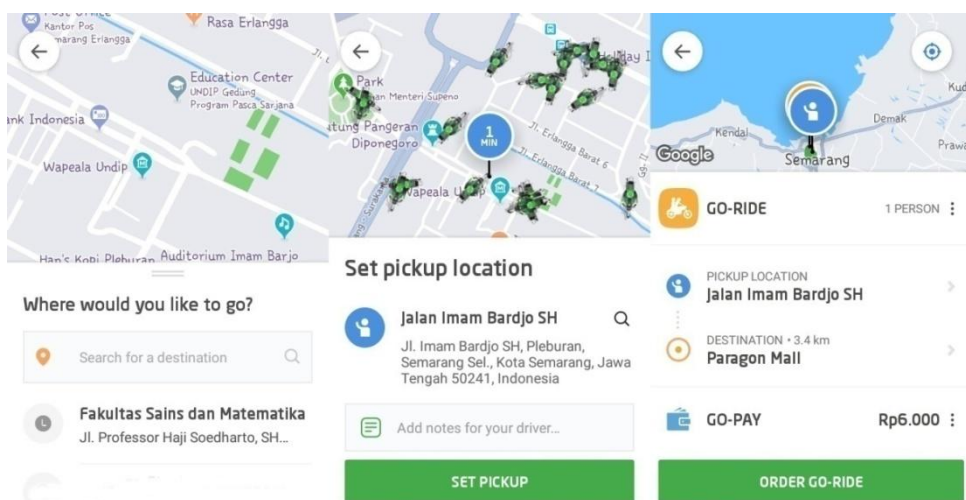 Kantor Pos
Rasa Erlangga
Education Center
UNDIP Gedung
Program Pasca Sarjana
Indonesia
Wapeala Undip
Han's Kopi Pleburan
Auditorium Imam Barjo
Where would you like to go?
Search for a destination
Fakultas Sains dan Matematika
Jl. Professor Haji Soedharto, SH...
Park
Menteri Supeno
Pangeran
Diponegoro
1
MIN
Jl. Erlangga Barat 6
Jl. Erlangga Barat 7
Set pickup location
Jalan Imam Bardjo SH
Jl. Imam Bardjo SH, Pleburan,
Semarang Sel., Kota Semarang, Jawa
Tengah 50241, Indonesia
Add notes for your driver...
SET PICKUP
Kendal
Demak
Google
Semarang
GO-RIDE
1 PERSON
PICKUP LOCATION
Jalan Imam Bardjo SH
DESTINATION • 3.4 km
Paragon Mall
GO-PAY
Rp6.000
ORDER GO-RIDE